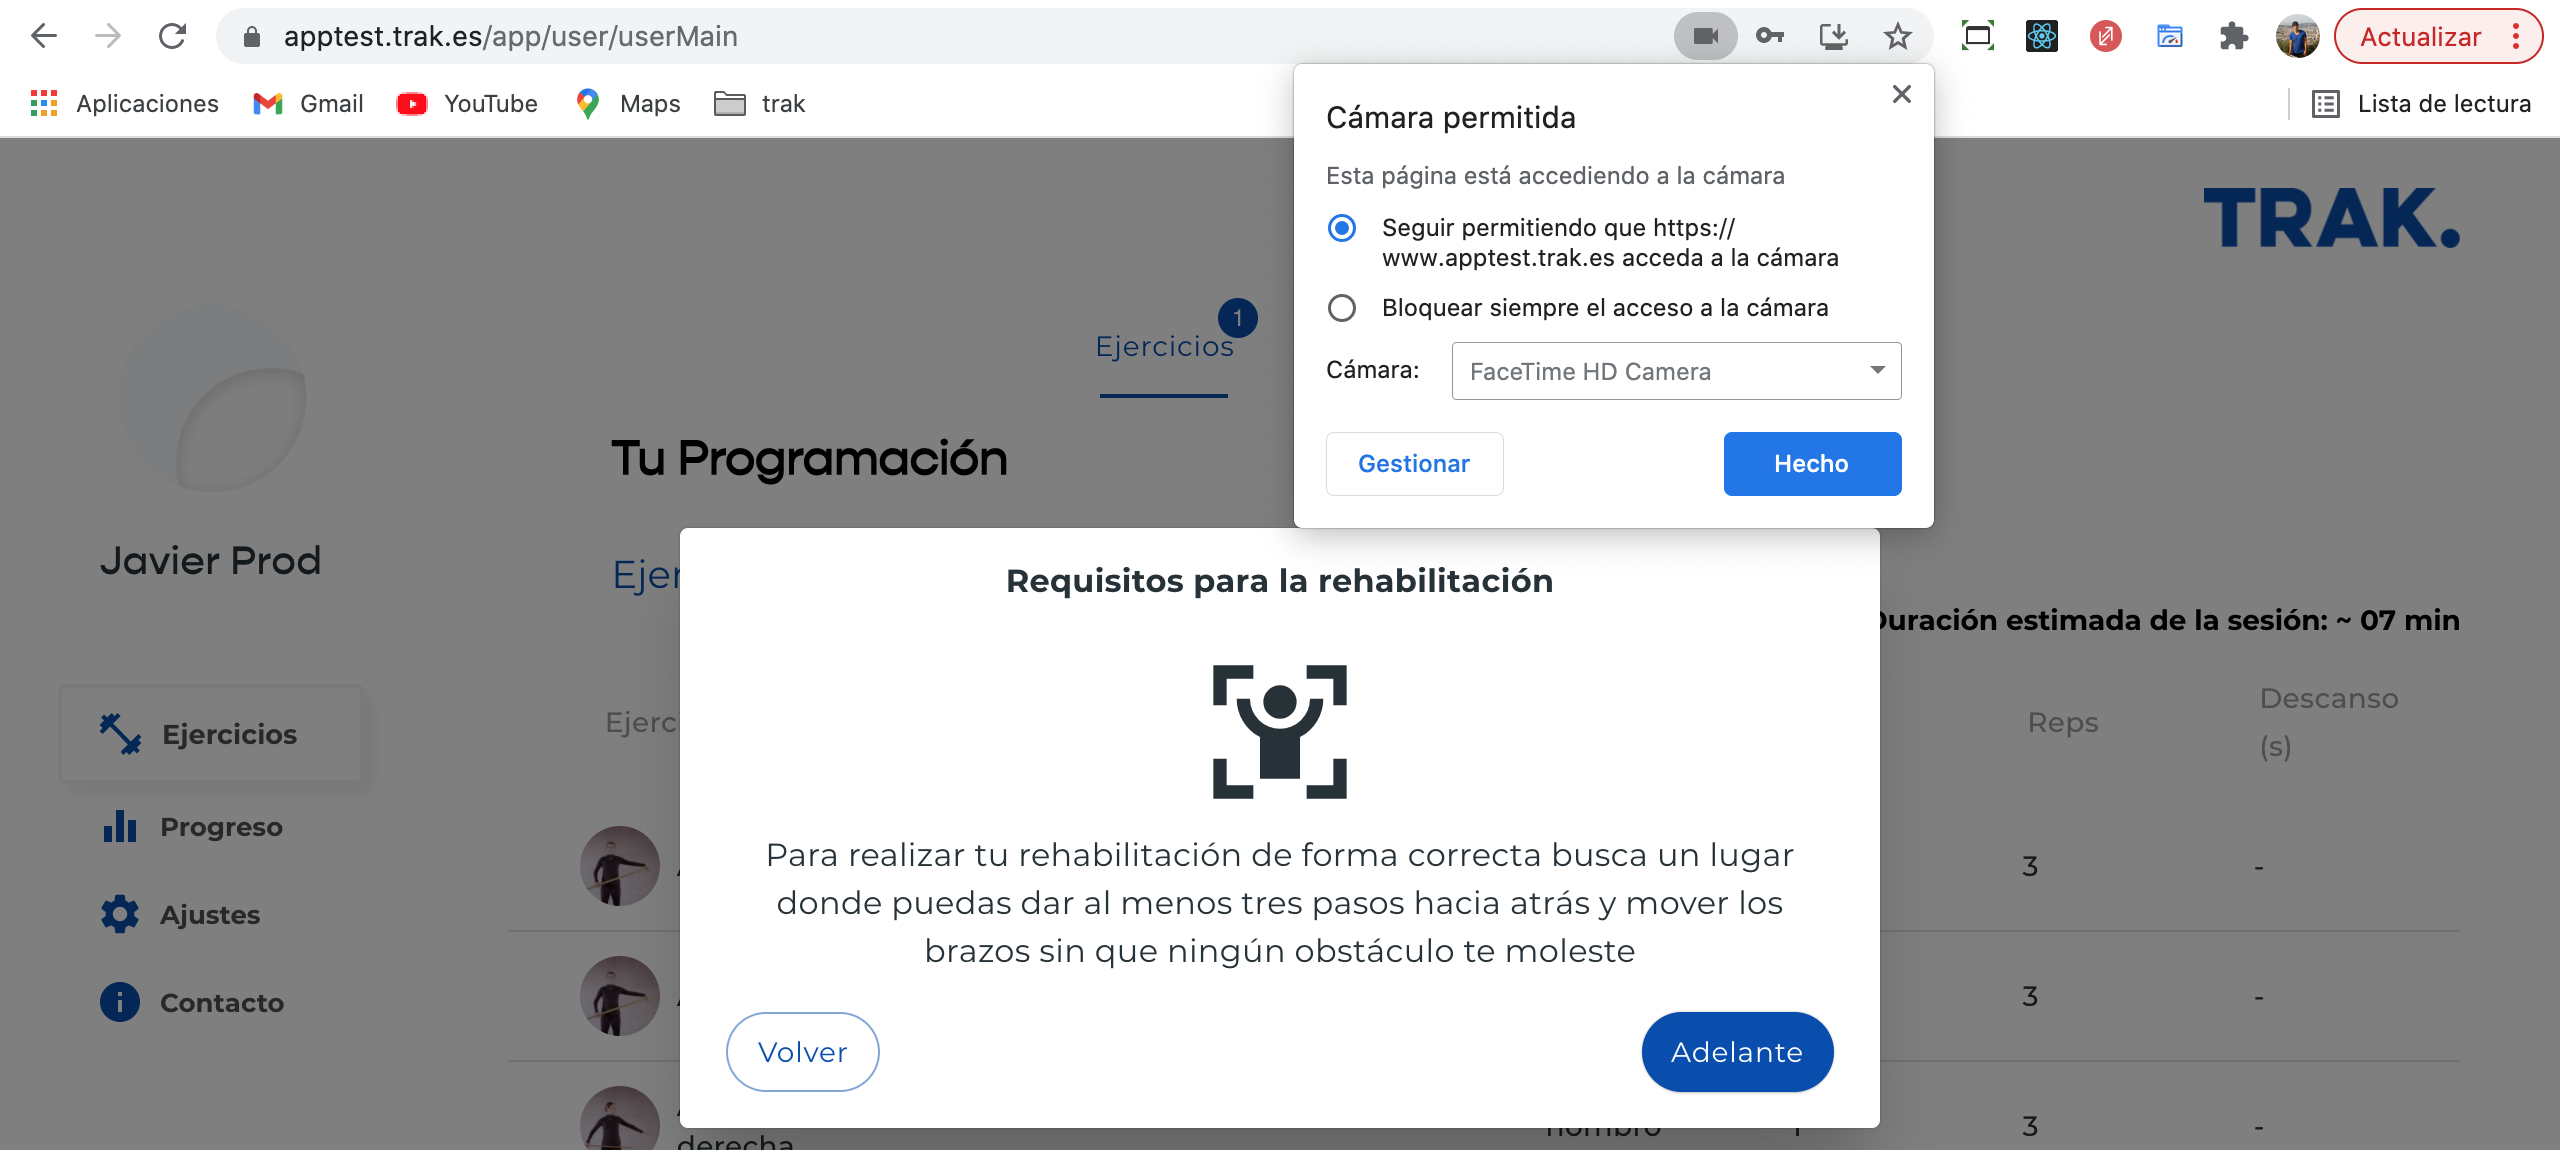 apptest.trak.es/app/user/userMain
Actualizar
Aplicaciones
Gmail
YouTube
Maps
trak
Lista de lectura
Cámara permitida
Esta página está accediendo a la cámara
Seguir permitiendo que https://
www.apptest.trak.es acceda a la cámara
Bloquear siempre el acceso a la cámara
Cámara:
FaceTime HD Camera
Gestionar
Hecho
TRAK.
Ejercicios
1
Tu Programación
Javier Prod
Duración estimada de la sesión: ~ 07 min
Reps
Descanso
(s)
Ejercicios
Progreso
Ajustes
Contacto
Requisitos para la rehabilitación
Para realizar tu rehabilitación de forma correcta busca un lugar
donde puedas dar al menos tres pasos hacia atrás y mover los
brazos sin que ningún obstáculo te moleste
Volver
Adelante
3
-
3
-
derecha
hombro
3
-